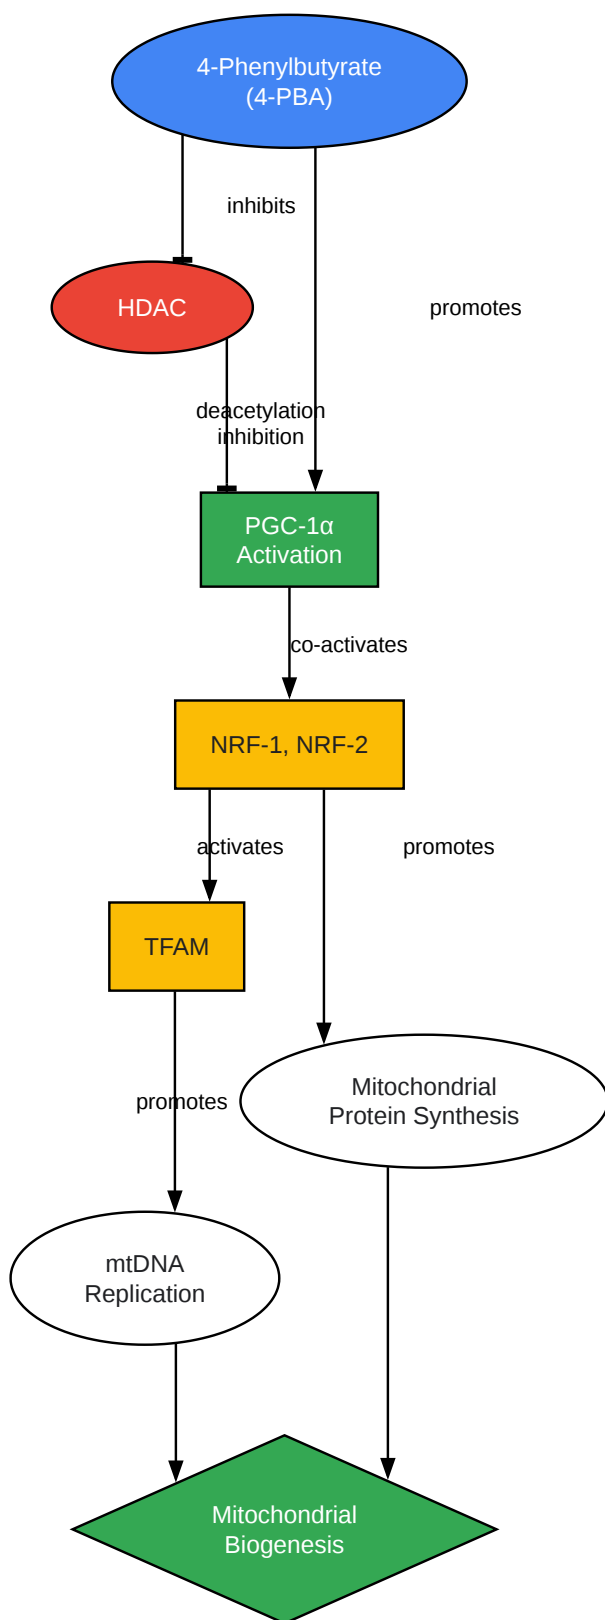 4-Phenylbutyrate
(4-PBA)
inhibits
HDAC
promotes
deacetylation
inhibition
PGC-1α
Activation
co-activates
NRF-1, NRF-2
activates
promotes
TFAM
Mitochondrial
Protein Synthesis
promotes
mtDNA
Replication
Mitochondrial
Biogenesis